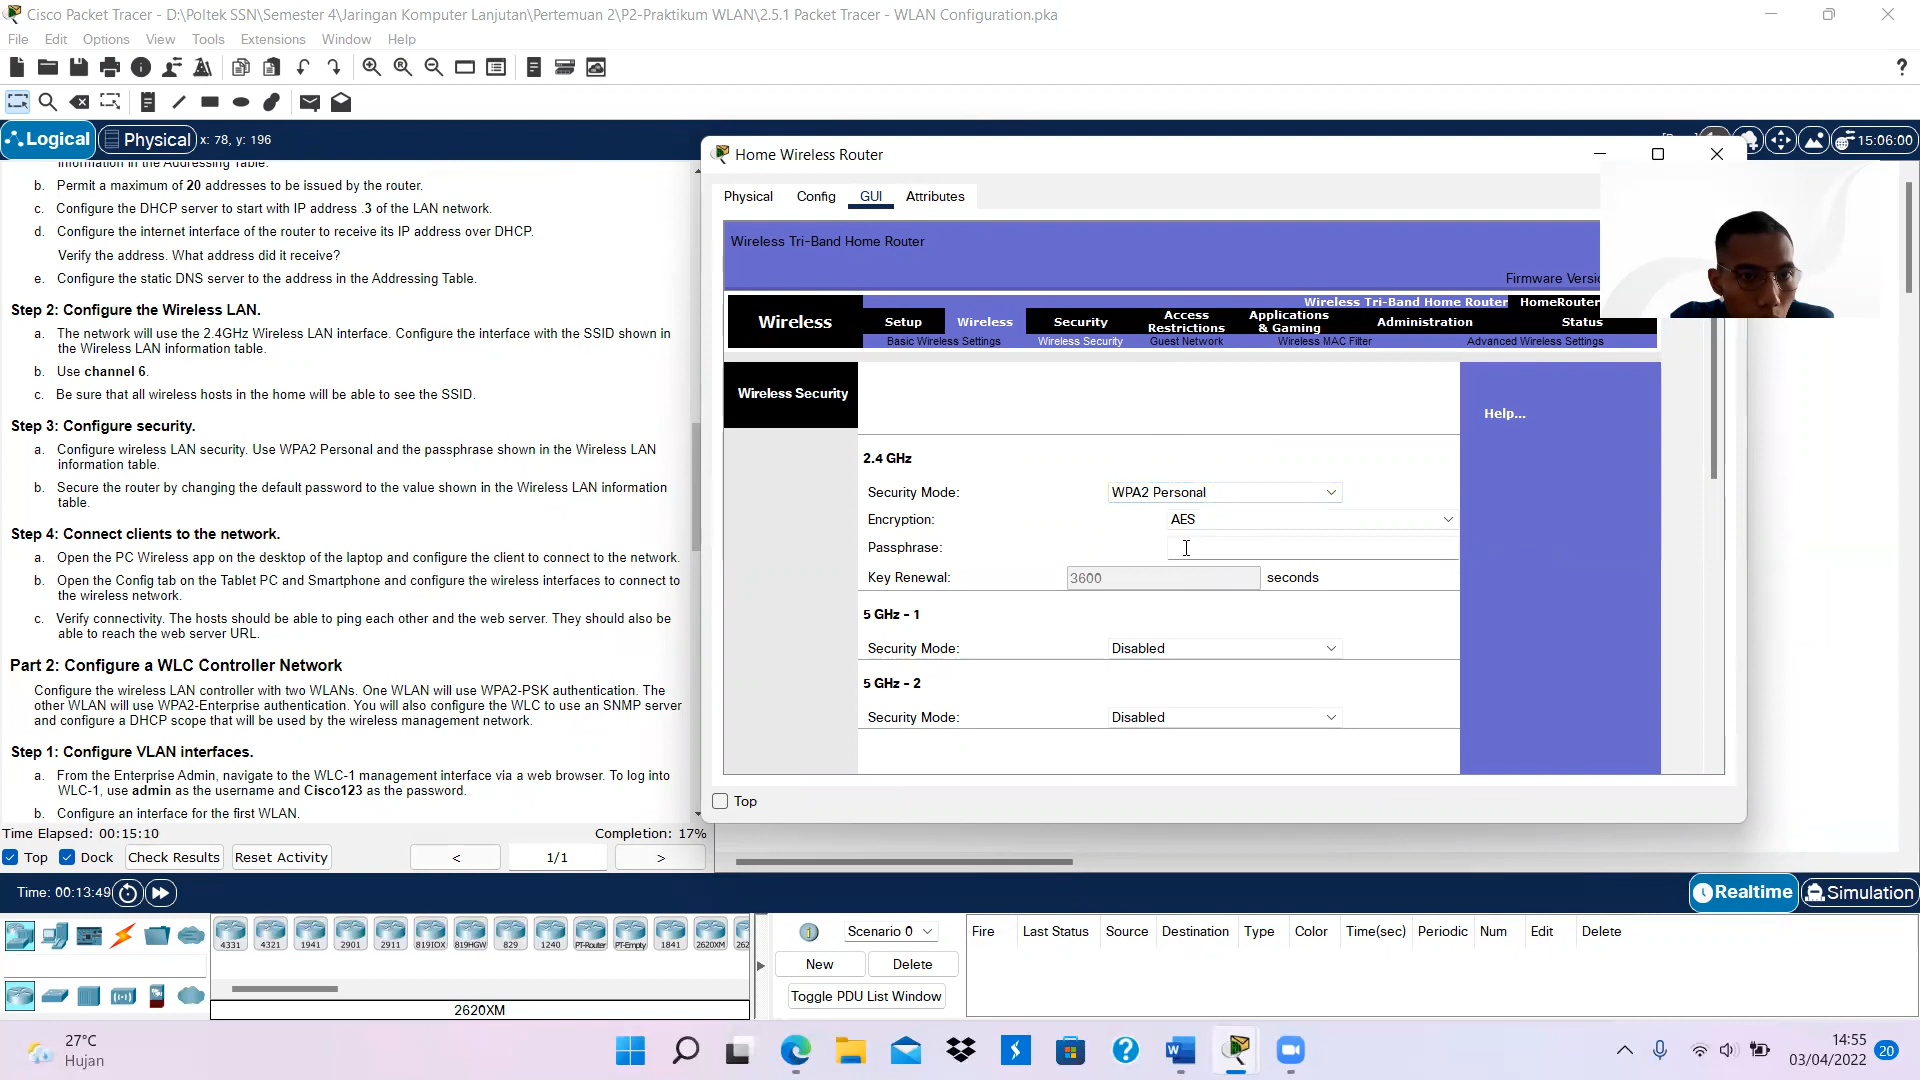 Cisco Packet Tracer - D:\Poltek SSN\Semester 4\Jaringan Komputer Lanjutan\Pertemuan 2\P2-Praktikum WLAN\2.5.1 Packet Tracer - WLAN Configuration.pka
File Edit Options View Tools Extensions Window Help
?
Logical Physical x: 78, y: 196
15:06:00
information in the Addressing Table.
b. Permit a maximum of 20 addresses to be issued by the router.
c. Configure the DHCP server to start with IP address .3 of the LAN network.
d. Configure the internet interface of the router to receive its IP address over DHCP.
Verify the address. What address did it receive?
e. Configure the static DNS server to the address in the Addressing Table.
Step 2: Configure the Wireless LAN.
a. The network will use the 2.4GHz Wireless LAN interface. Configure the interface with the SSID shown in
the Wireless LAN information table.
b. Use channel 6.
c. Be sure that all wireless hosts in the home will be able to see the SSID.
Step 3: Configure security.
a. Configure wireless LAN security. Use WPA2 Personal and the passphrase shown in the Wireless LAN
information table.
b. Secure the router by changing the default password to the value shown in the Wireless LAN information
table.
Step 4: Connect clients to the network.
a. Open the PC Wireless app on the desktop of the laptop and configure the client to connect to the network.
b. Open the Config tab on the Tablet PC and Smartphone and configure the wireless interfaces to connect to
the wireless network.
c. Verify connectivity. The hosts should be able to ping each other and the web server. They should also be
able to reach the web server URL.
Part 2: Configure a WLC Controller Network
Configure the wireless LAN controller with two WLANs. One WLAN will use WPA2-PSK authentication. The
other WLAN will use WPA2-Enterprise authentication. You will also configure the WLC to use an SNMP server
and configure a DHCP scope that will be used by the wireless management network.
Step 1: Configure VLAN interfaces.
a. From the Enterprise Admin, navigate to the WLC-1 management interface via a web browser. To log into
WLC-1, use admin as the username and Cisco123 as the password.
b. Configure an interface for the first WLAN.
Time Elapsed: 00:15:10 Completion: 17%
Top Dock Check Results Reset Activity < 1/1 >
Home Wireless Router
Physical Config GUI Attributes
Wireless Tri-Band Home Router
Firmware Versio
Wireless Tri-Band Home Router HomeRouter
Wireless
Setup Wireless Security Access Restrictions Applications & Gaming Administration Status
Basic Wireless Settings Wireless Security Guest Network Wireless MAC Filter Advanced Wireless Settings
Wireless Security
Help...
2.4 GHz
Security Mode: WPA2 Personal
Encryption: AES
Passphrase:
Key Renewal: 3600 seconds
5 GHz - 1
Security Mode: Disabled
5 GHz - 2
Security Mode: Disabled
Top
Time: 00:13:49
Realtime Simulation
4331 4321 1941 2901 2911 819IOX 819HGW 829 1240 PT-Router PT-Empty 1841 2620XM 262
2620XM
Scenario 0
New Delete
Toggle PDU List Window
Fire Last Status Source Destination Type Color Time(sec) Periodic Num Edit Delete
27°C
Hujan
14:55
03/04/2022
20